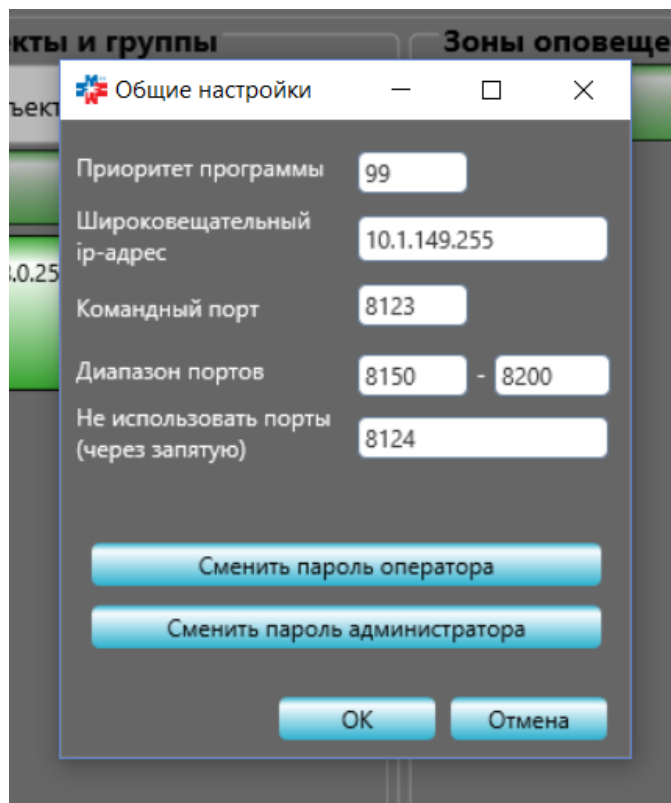 екты и группы
Зоны оповеще
ъект
Общие настройки
Приоритет программы
99
Широковещательный
ip-адрес
10.1.149.255
.0.25
Командный порт
8123
Диапазон портов
8150 - 8200
Не использовать порты
(через запятую)
8124
Сменить пароль оператора
Сменить пароль администратора
ОК
Отмена